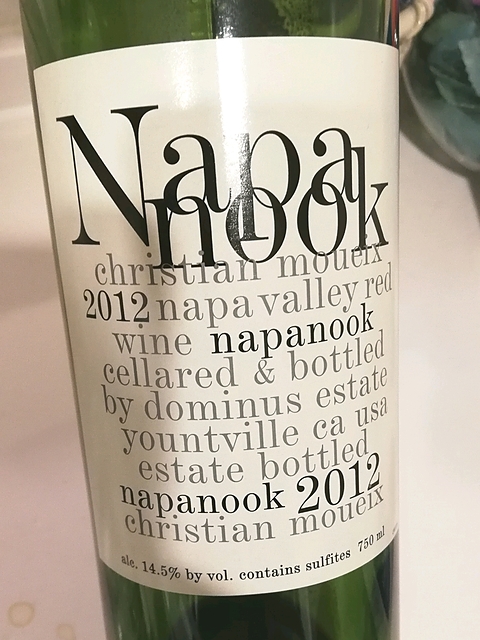 Napa
nook
christian moueix
2012 napa valley red
wine napanook
cellared & bottled
by dominus estate
yountville ca usa
estate bottled
napanook 2012
christian moueix
alc. 14.5% by vol. contains sulfites 750 ml